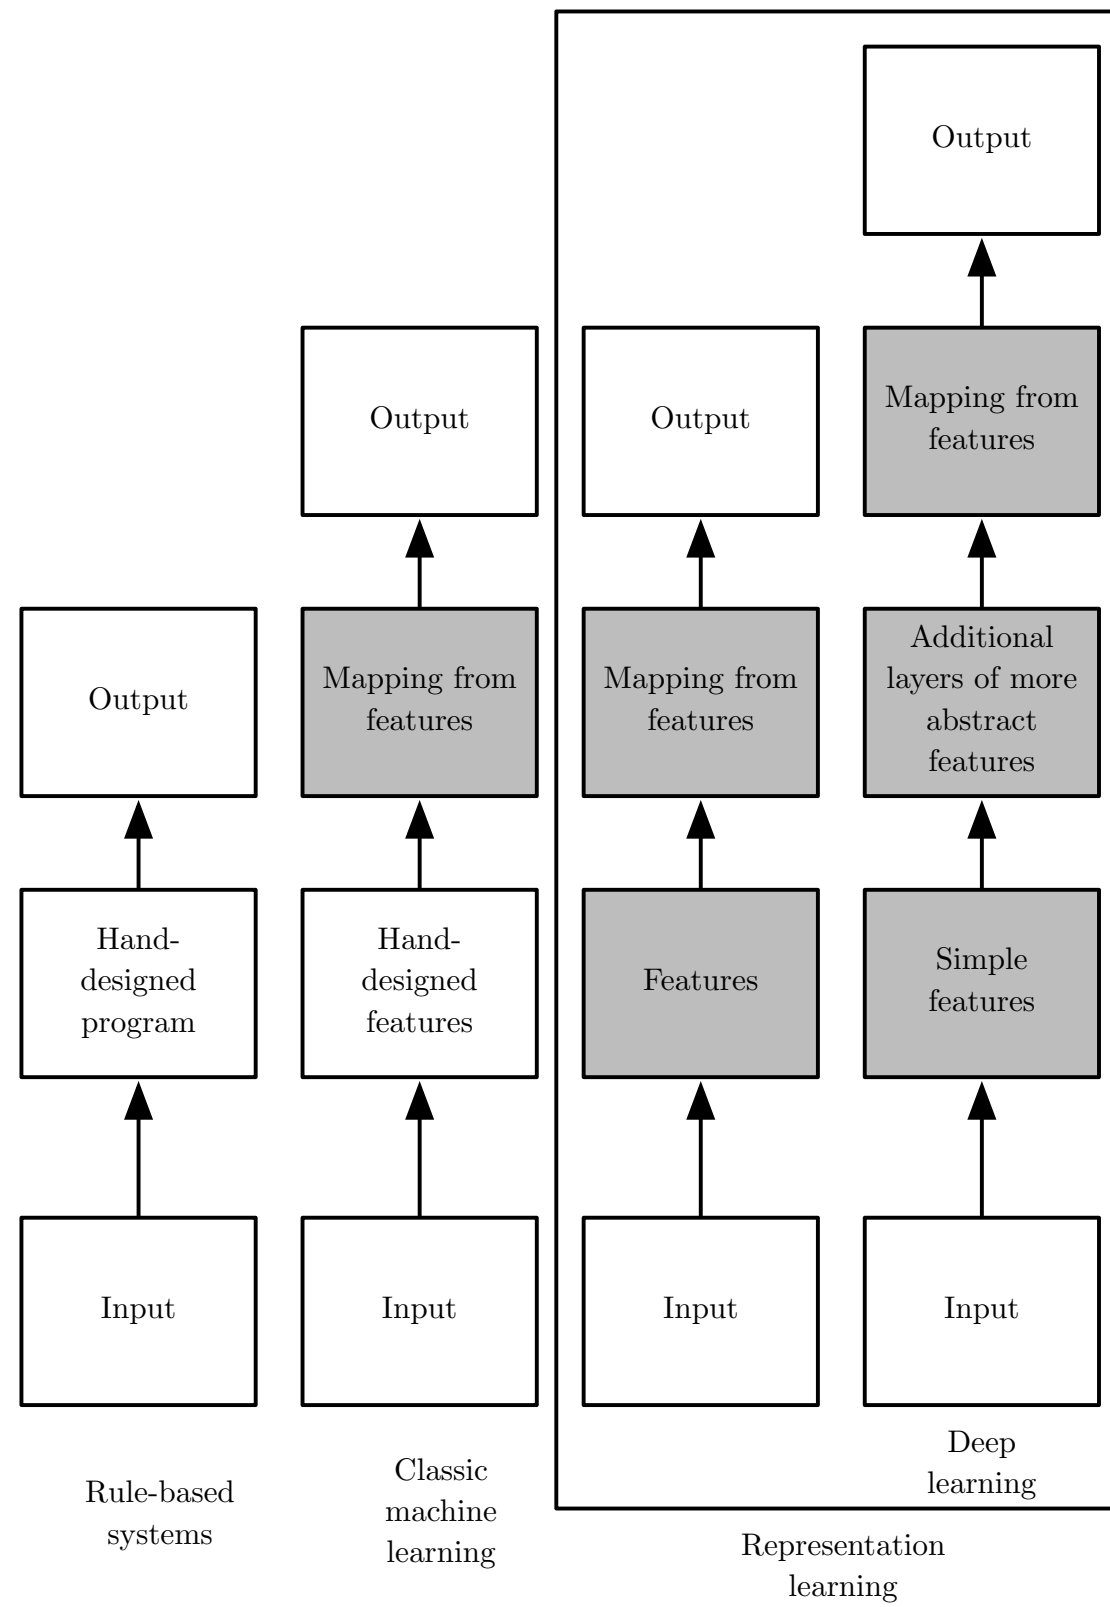 Output
Mapping from
features
Output
Output
Additional
layers of more
abstract
features
Mapping from
features
Mapping from
features
Output
Hand-
designed
program
Hand-
designed
features
Features
Simple
features
Input
Input
Input
Input
Deep
learning
Rule-based
systems
Classic
machine
learning
Representation
learning